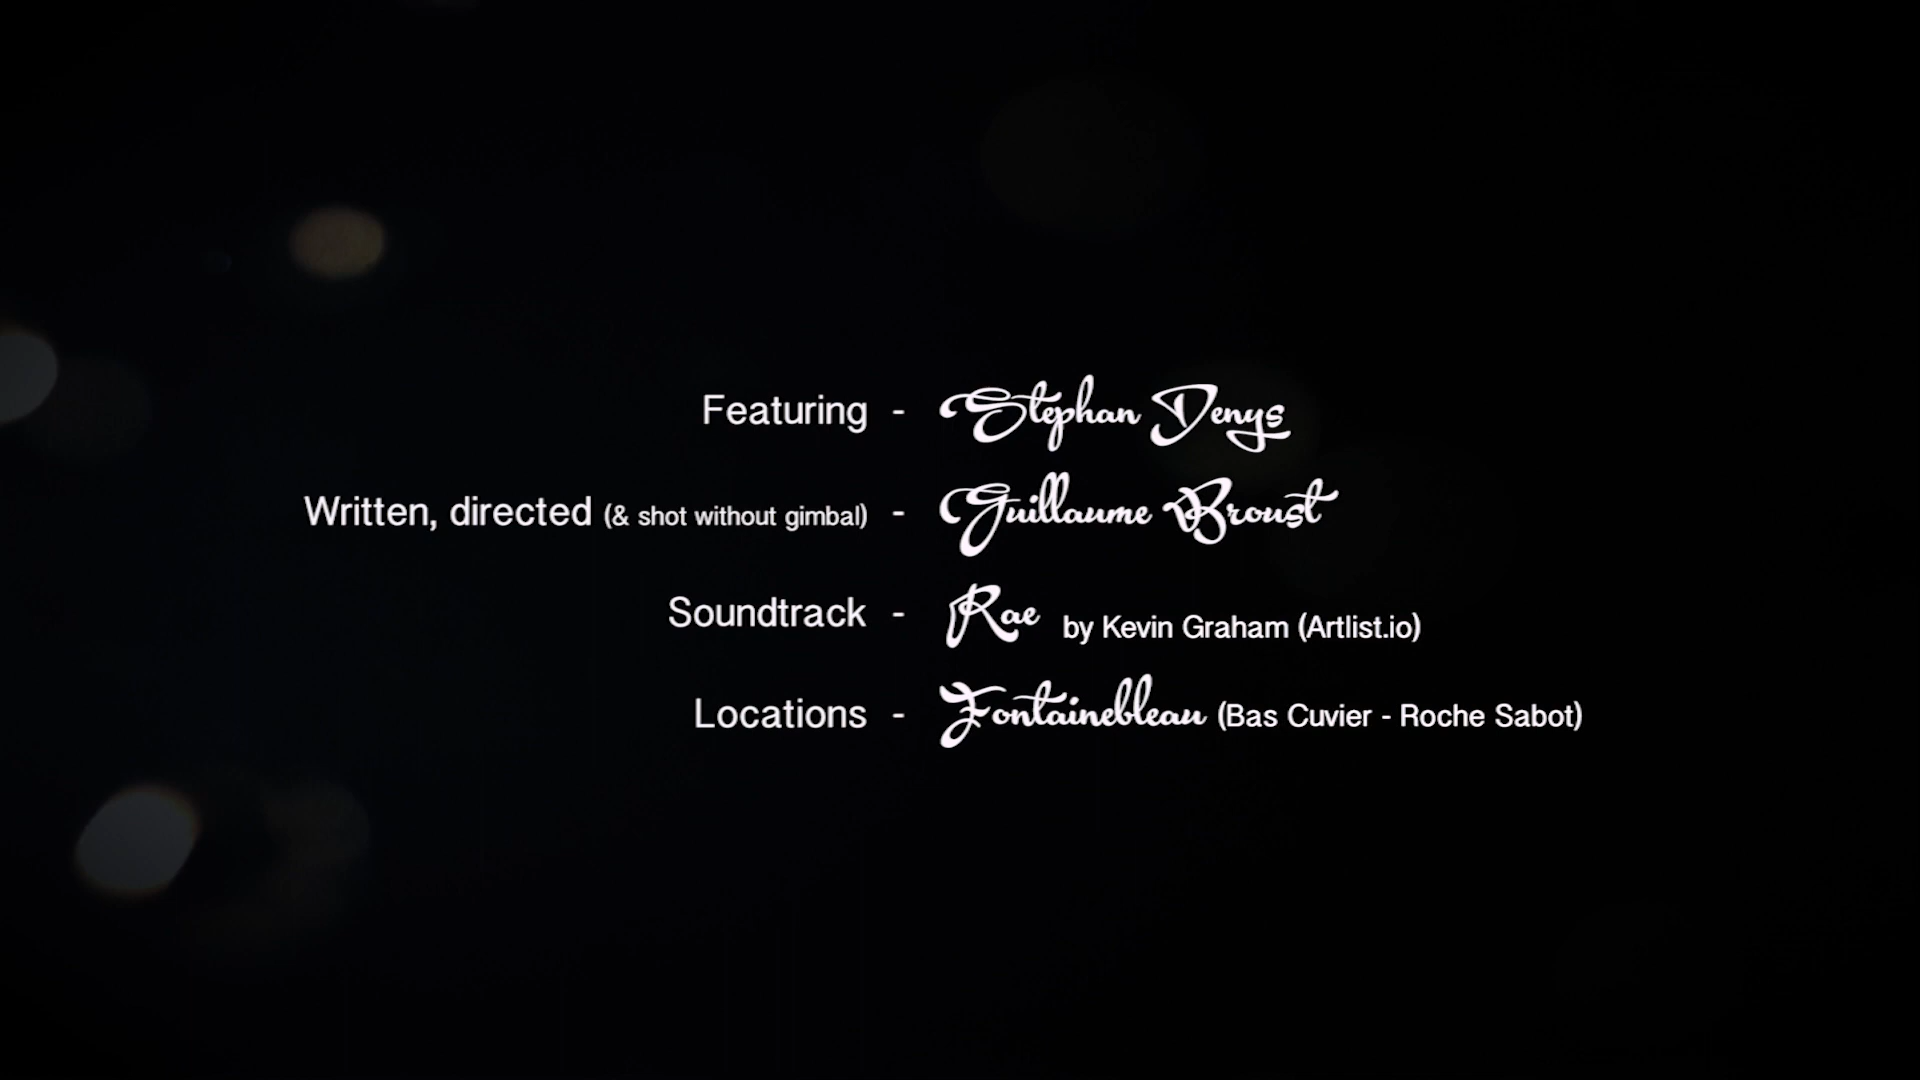 Featuring - Stephan Denys
Written, directed (& shot without gimbal) - Guillaume Broust
Soundtrack - Rae by Kevin Graham (Artlist.io)
Locations - Fontainebleau (Bas Cuvier - Roche Sabot)